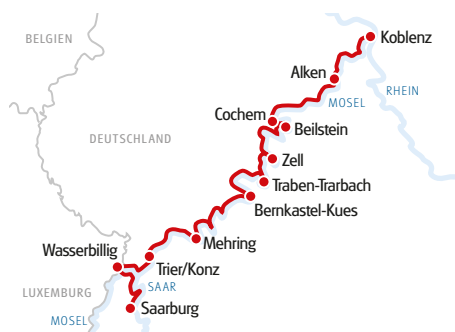 BELGIEN
Koblenz
Alken
RHEIN
MOSEL
Cochem
Beilstein
DEUTSCHLAND
Zell
Traben-Trarbach
Bernkastel-Kues
Mehring
Wasserbillig
Trier/Konz
LUXEMBURG
SAAR
Saarburg
MOSEL